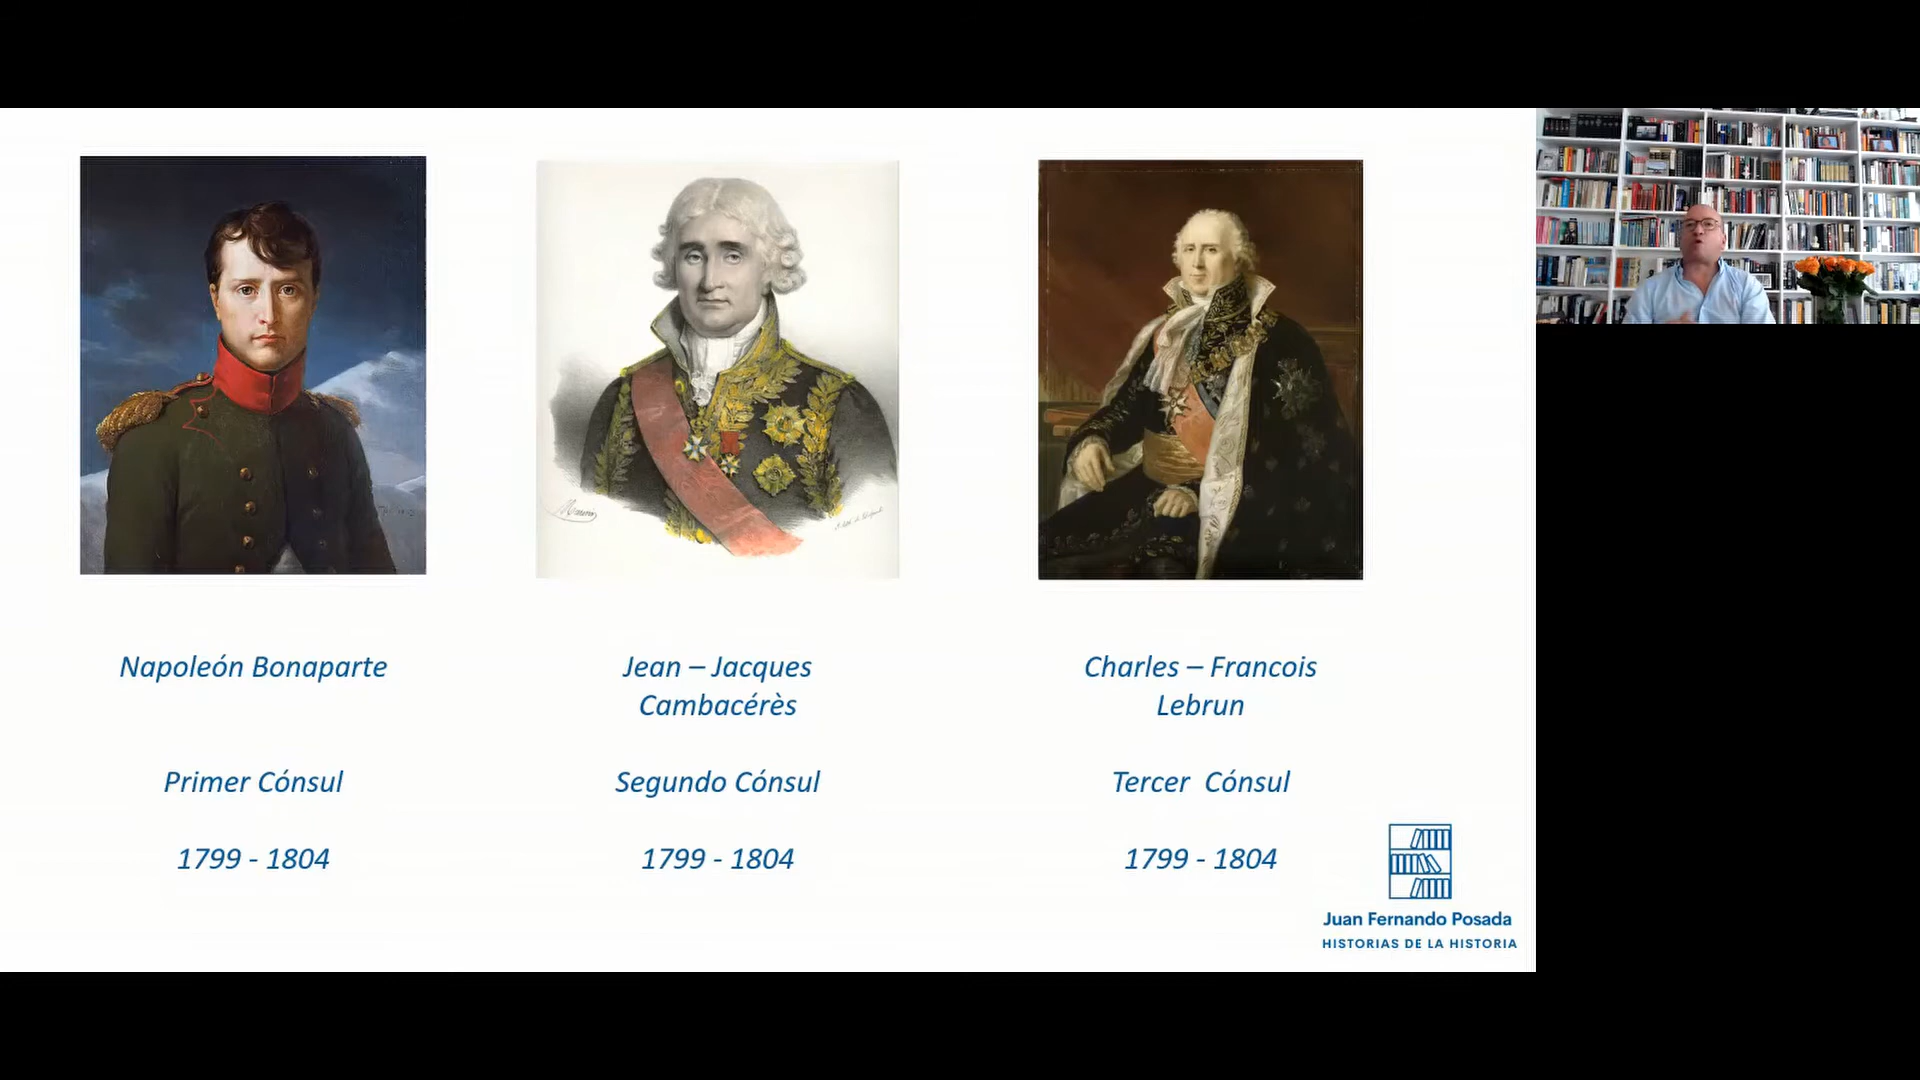 Napoleón Bonaparte
Primer Cónsul
1799 - 1804
Jean – Jacques
Cambacérès
Segundo Cónsul
1799 - 1804
Charles – Francois
Lebrun
Tercer Cónsul
1799 - 1804
Juan Fernando Posada
HISTORIAS DE LA HISTORIA